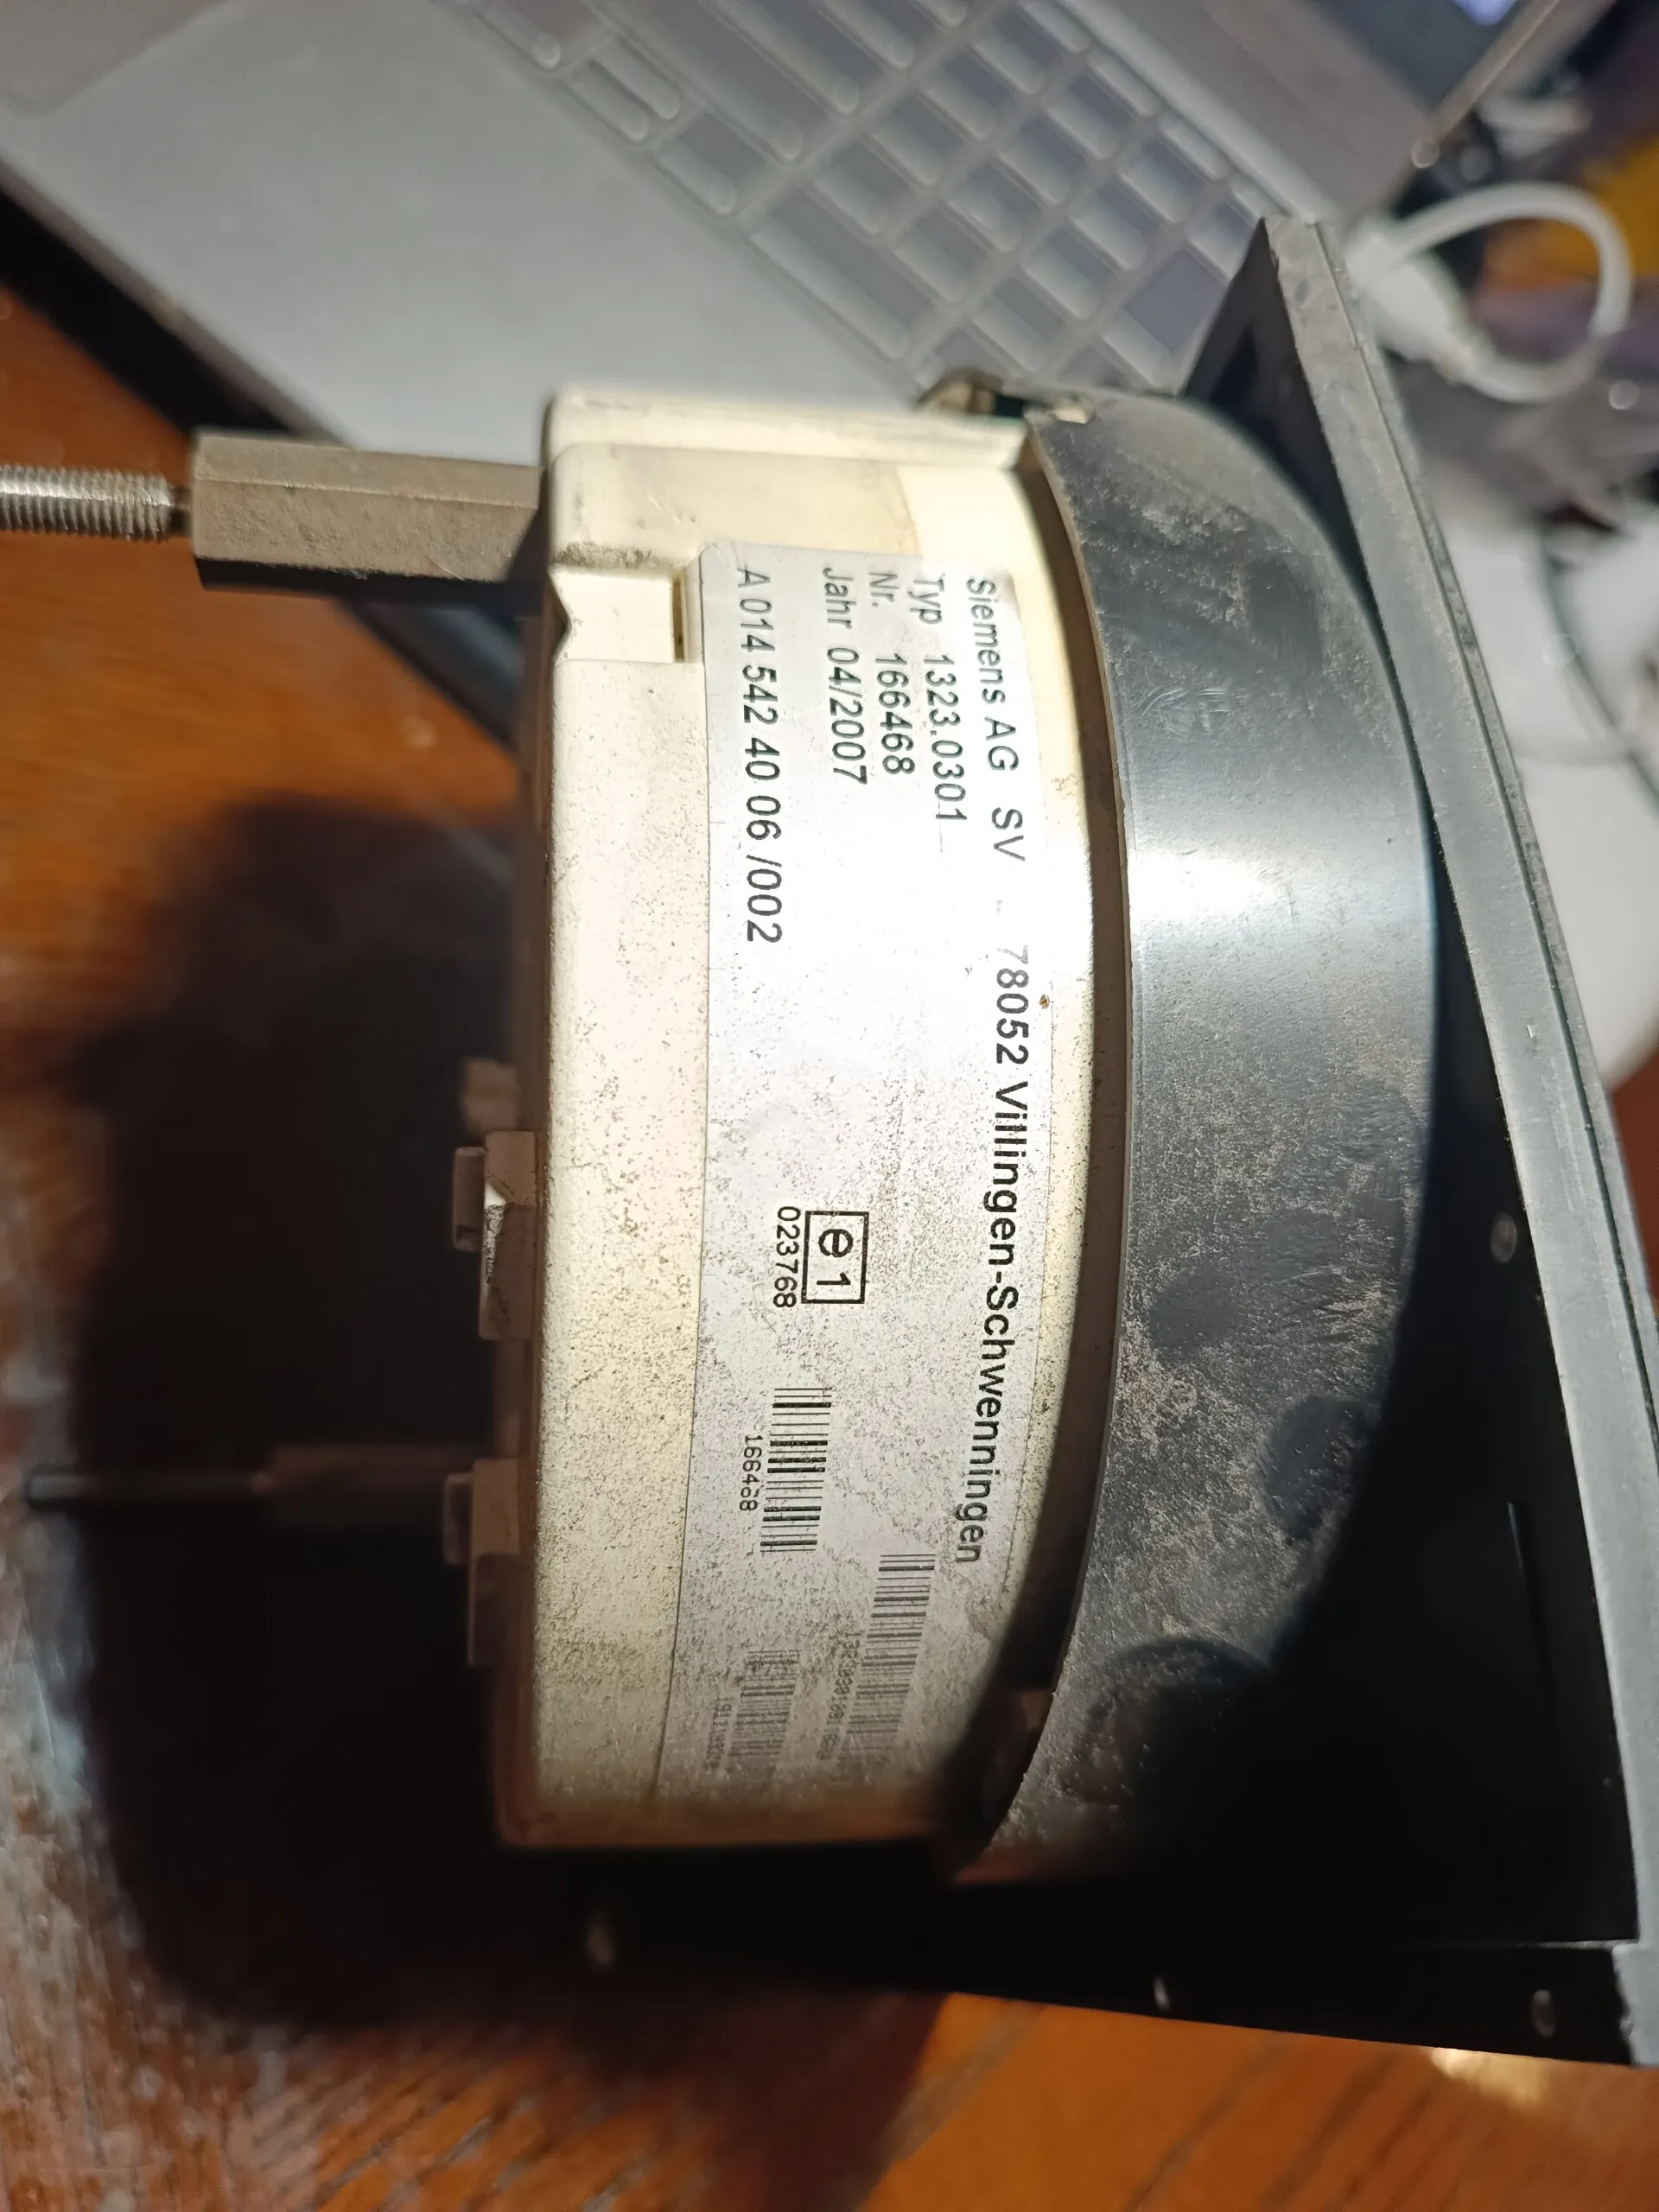 Siemens AG SV - 78052 Villingen-Schwenningen
Typ 1323.0301
Nr. 166468
Jahr 04/2007
A 014 542 40 06 /002
e 1
023768
166468